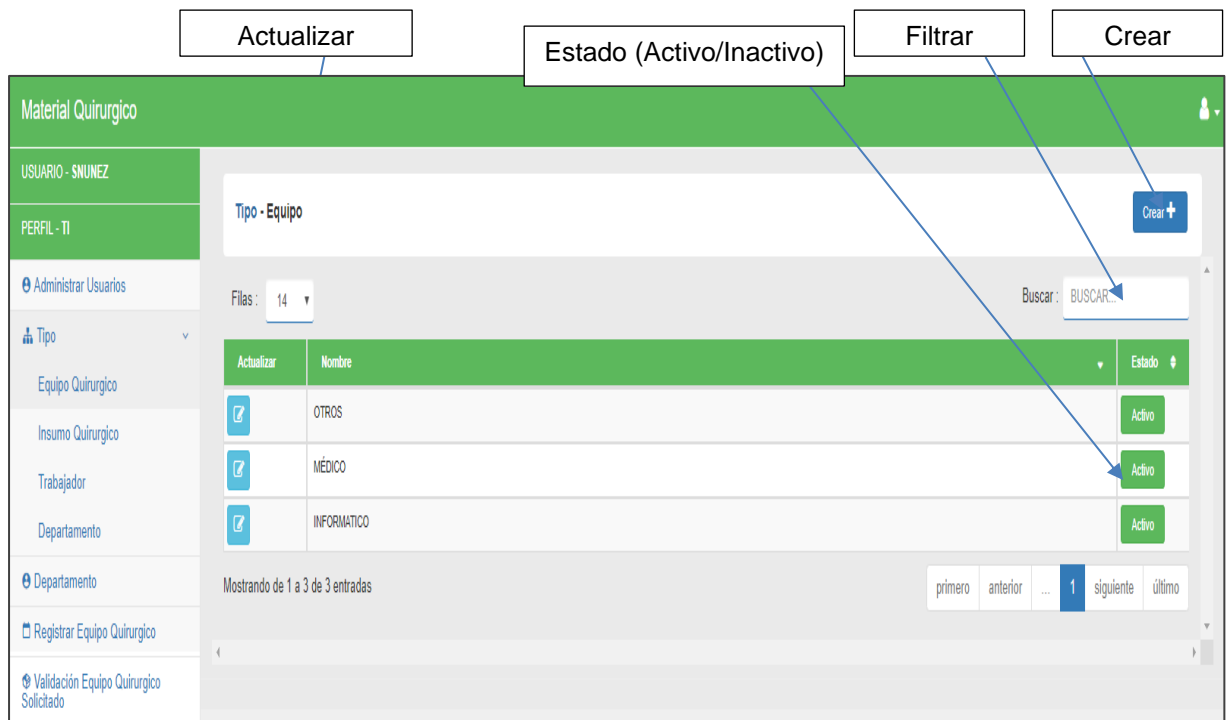 Actualizar
Estado (Activo/Inactivo)
Filtrar
Crear
Material Quirurgico
USUARIO - SNUNEZ
PERFIL - TI
Administrar Usuarios
Tipo
Equipo Quirurgico
Insumo Quirurgico
Trabajador
Departamento
Departamento
Registrar Equipo Quirurgico
Validación Equipo Quirurgico
Solicitado
Tipo - Equipo
Crear
Filas : 14
Buscar : BUSCAR...
Actualizar Nombre Estado
OTROS Activo
MÉDICO Activo
INFORMATICO Activo
Mostrando de 1 a 3 de 3 entradas
primero anterior ... 1 siguiente último